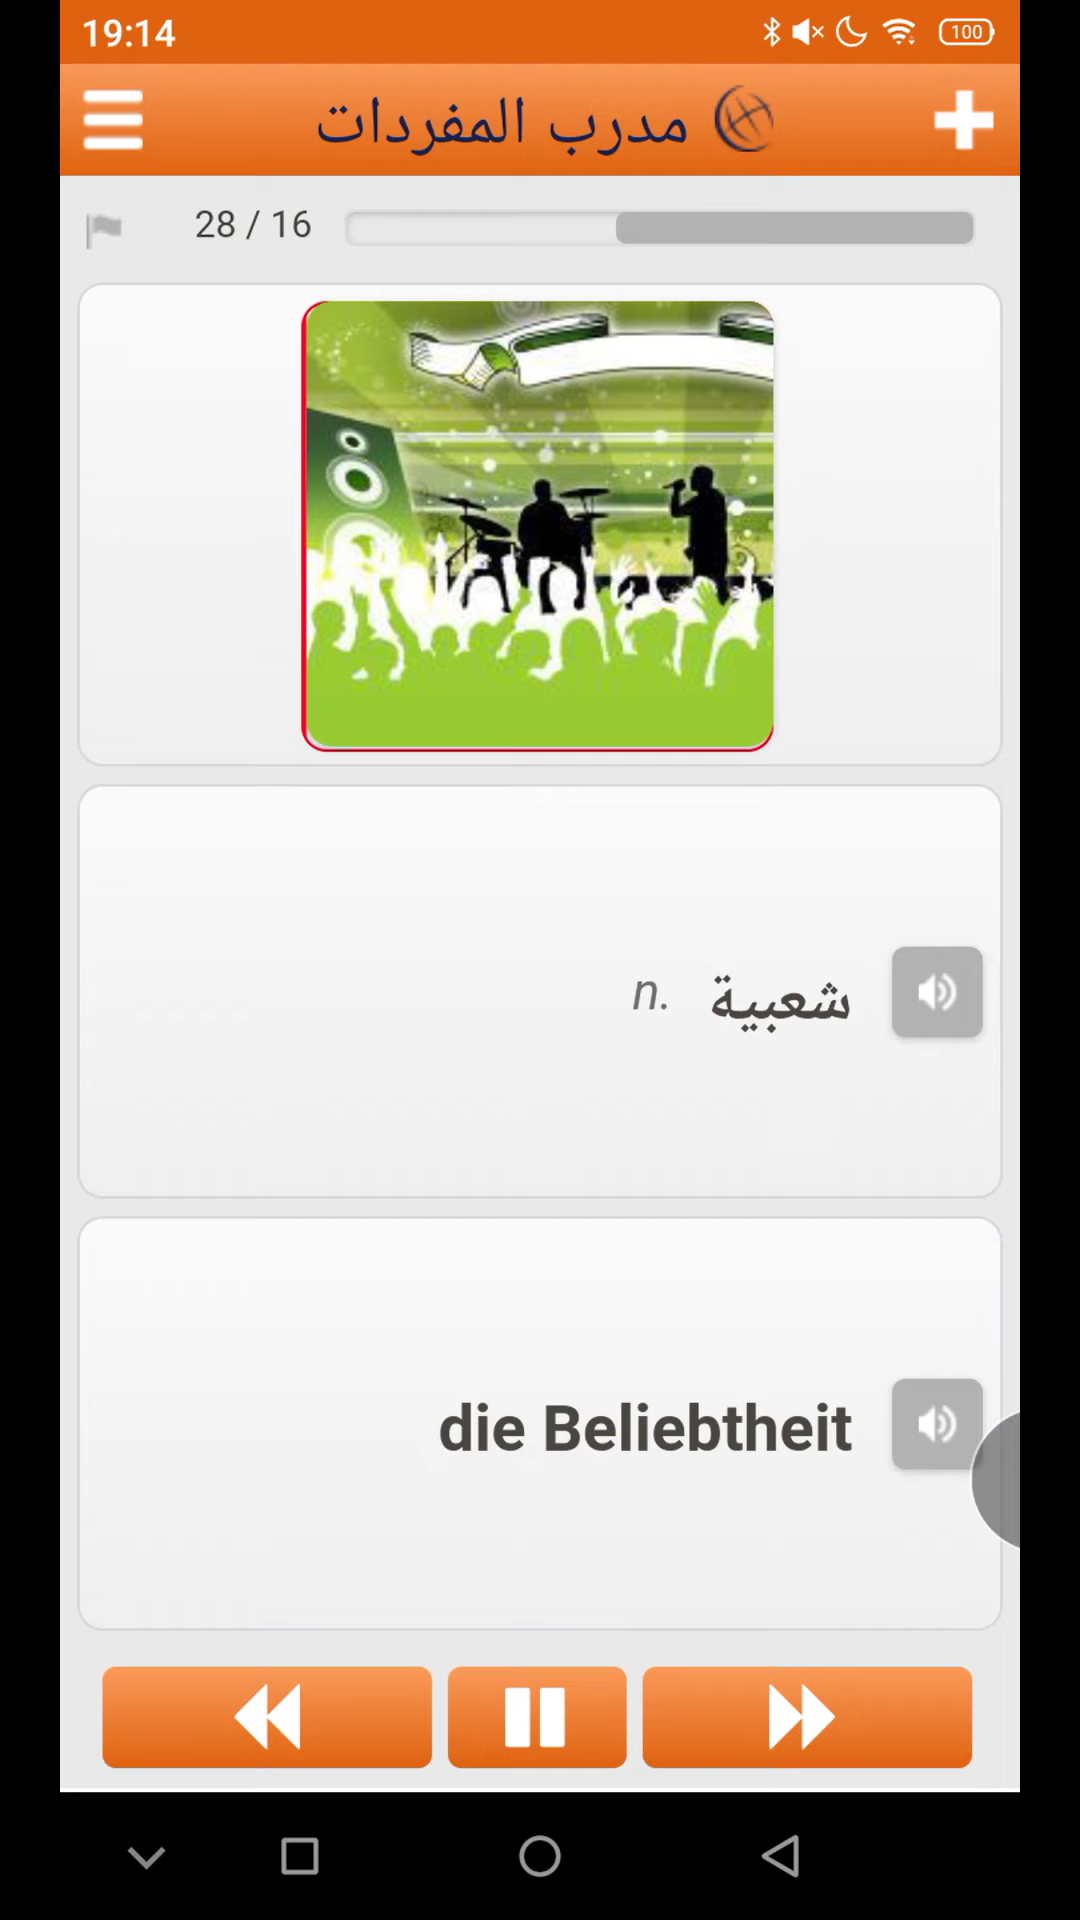 19:14
100
مدرب المفردات
28 / 16
شعبية n.
die Beliebtheit